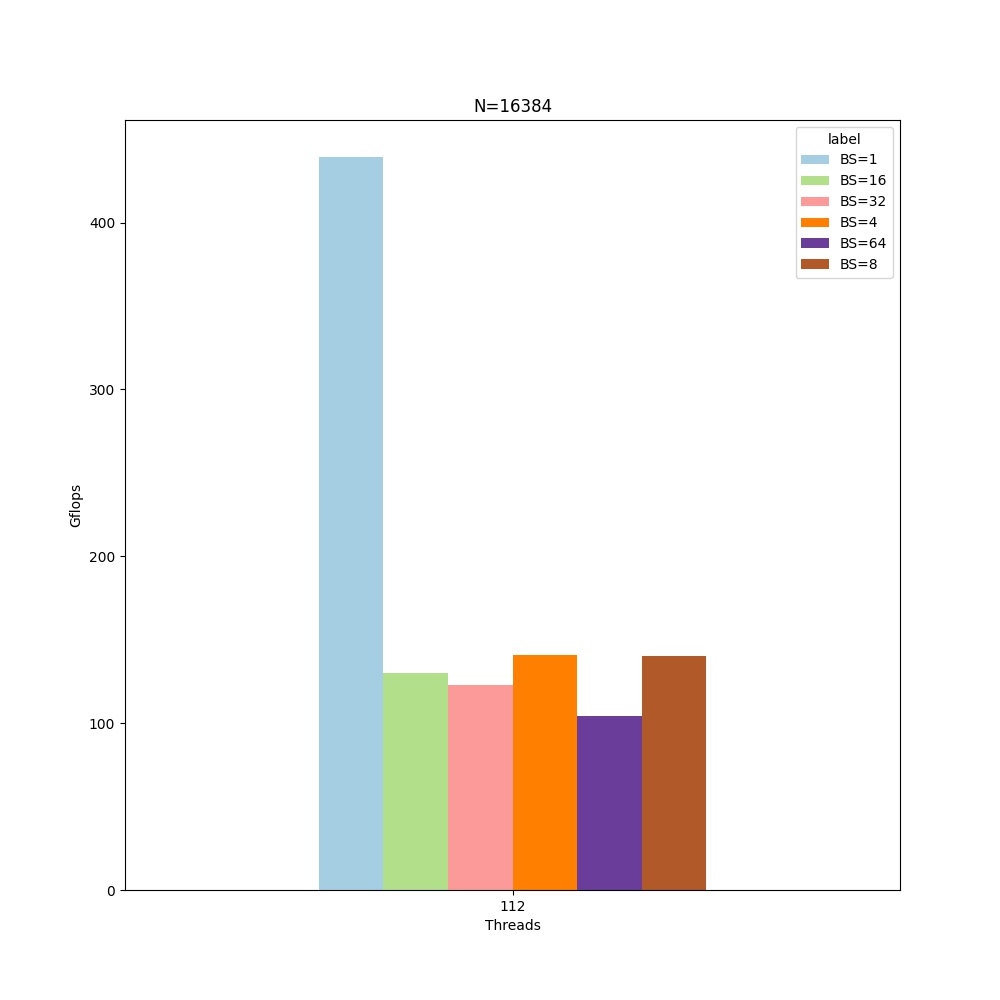 N=16384
label
BS=1
BS=16
BS=32
BS=4
BS=64
BS=8
400
300
200
100
0
Gflops
112
Threads